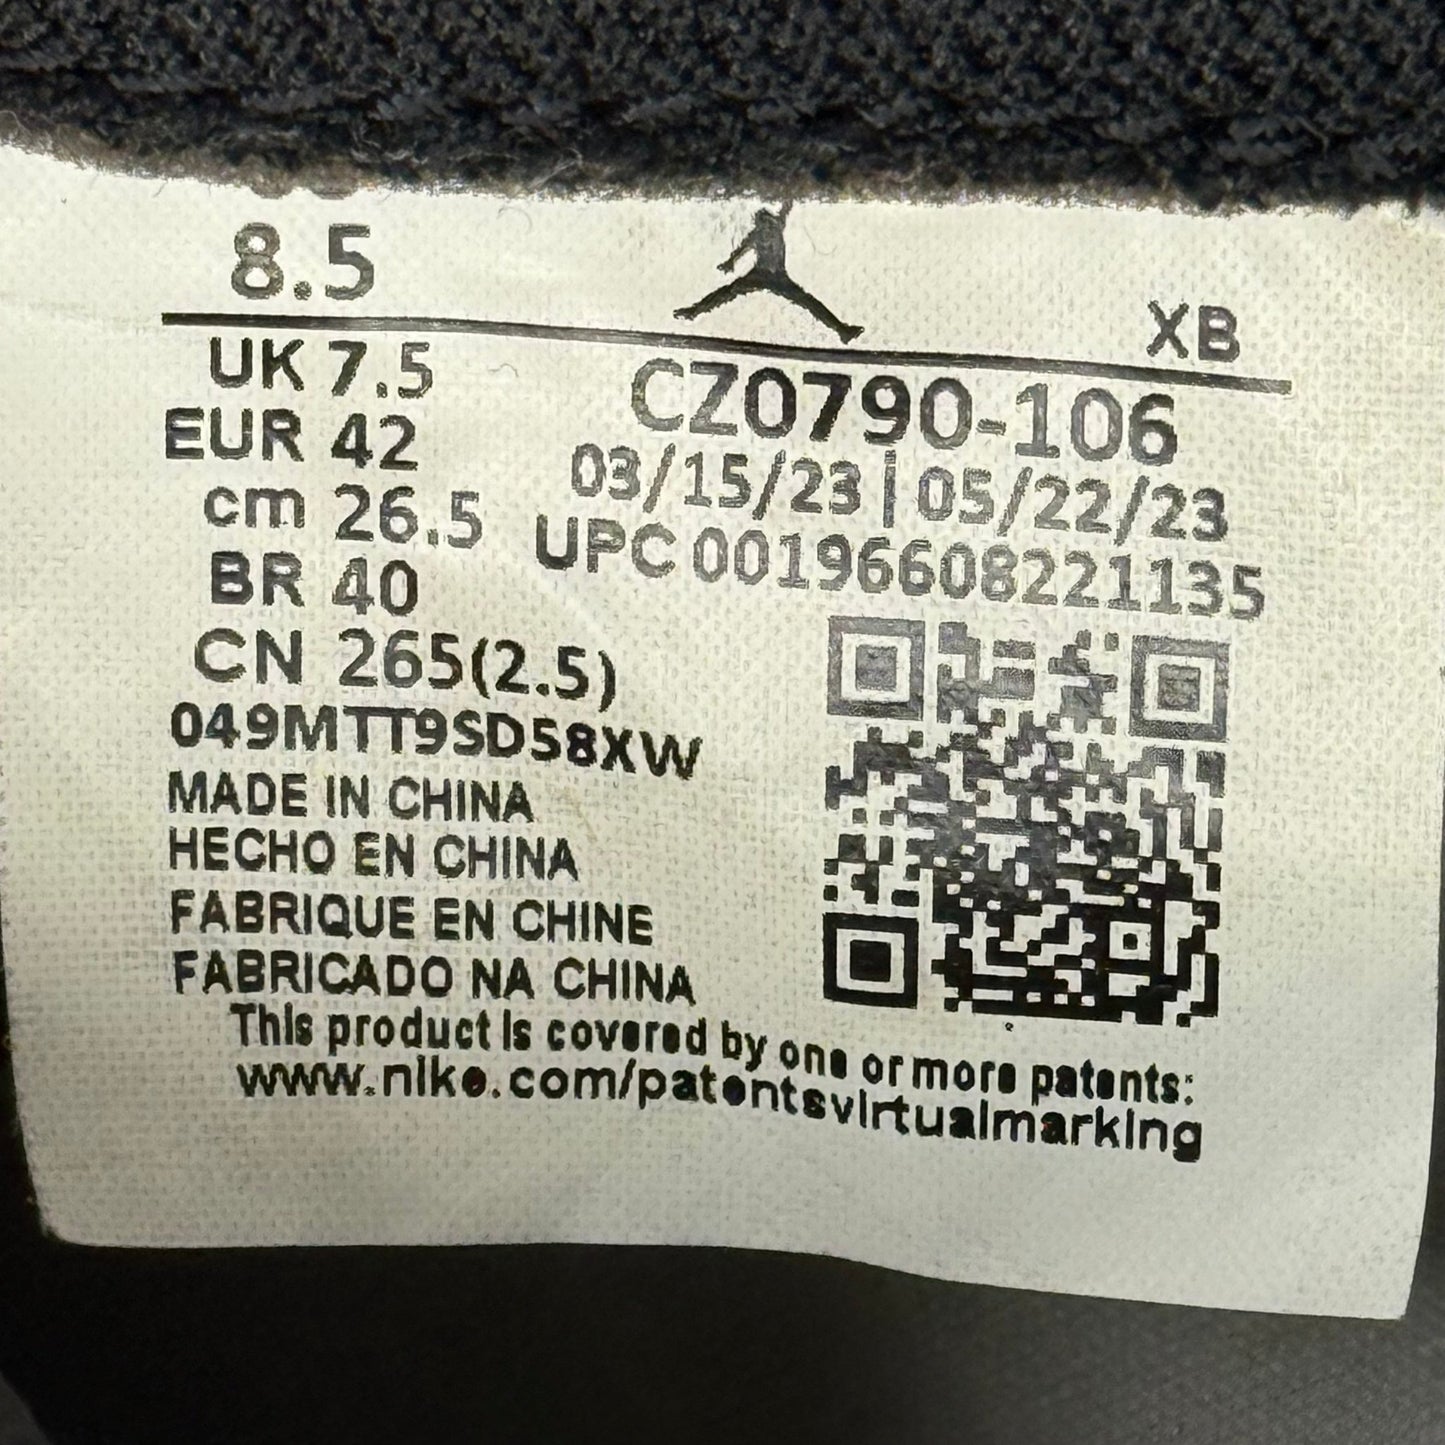 8.5
XB
UK 7.5
EUR 42
cm 26.5
BR 40
CN 265(2.5)
CZ0790-106
03/15/23 | 05/22/23
UPC 00196608221135
049MTT9SD58XW
MADE IN CHINA
HECHO EN CHINA
FABRIQUE EN CHINE
FABRICADO NA CHINA
This product is covered by one or more patents:
www.nike.com/patentsvirtualmarking